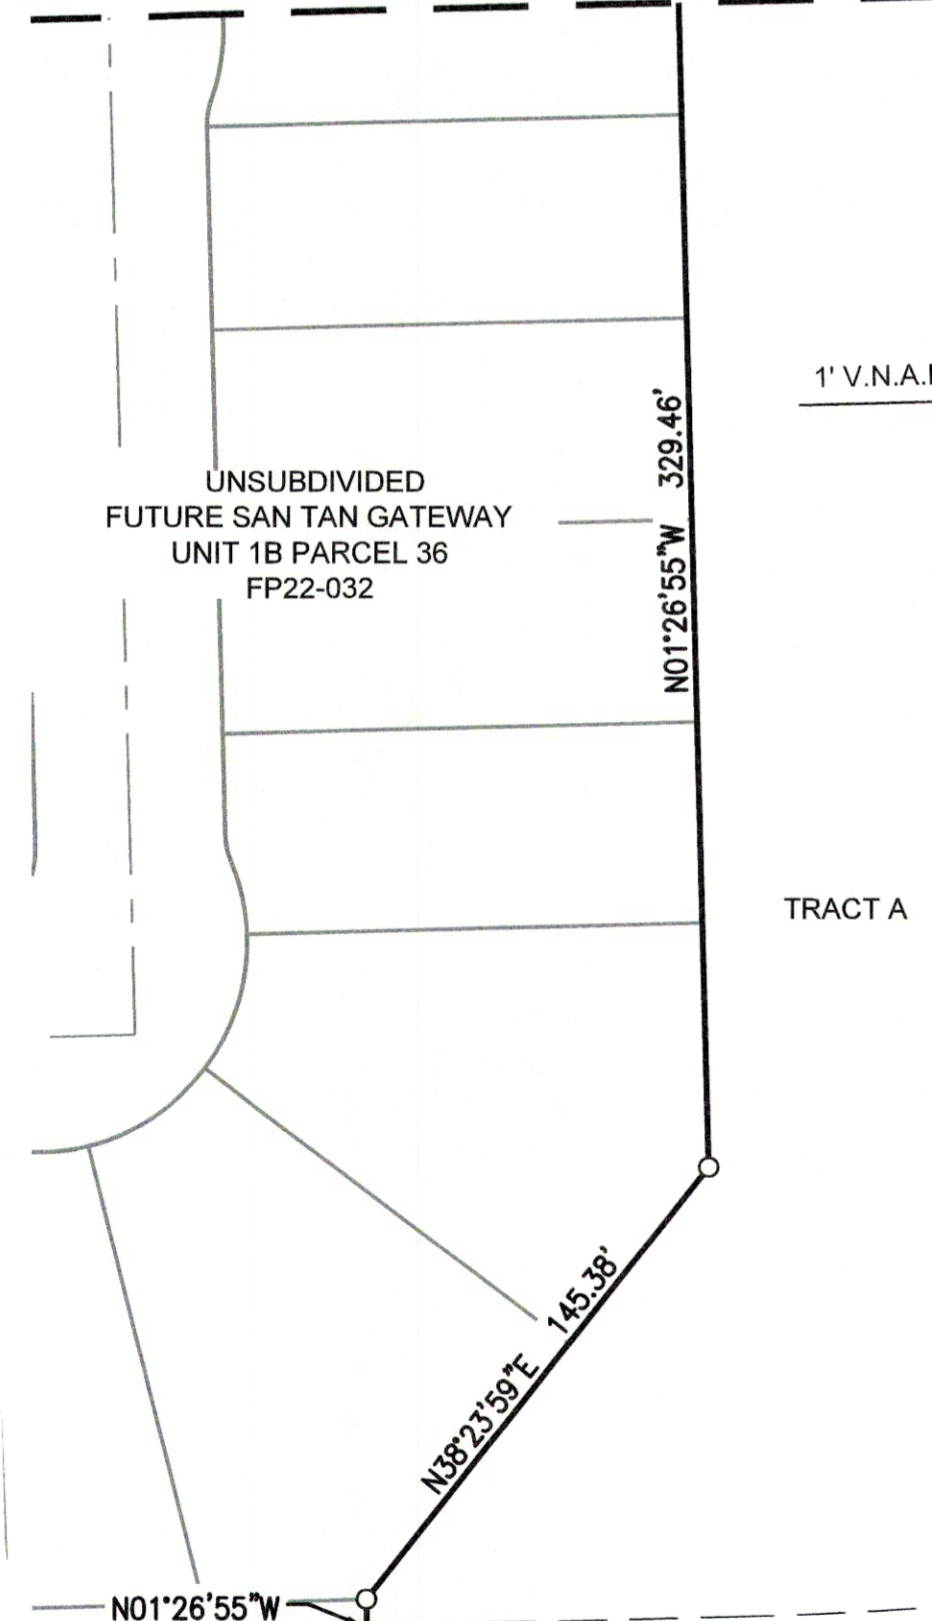 1' V.N.A.
UNSUBDIVIDED
FUTURE SAN TAN GATEWAY
UNIT 1B PARCEL 36
FP22-032
N01°26'55"W 329.46'
TRACT A
N38°23'59"E 145.38'
N01°26'55"W